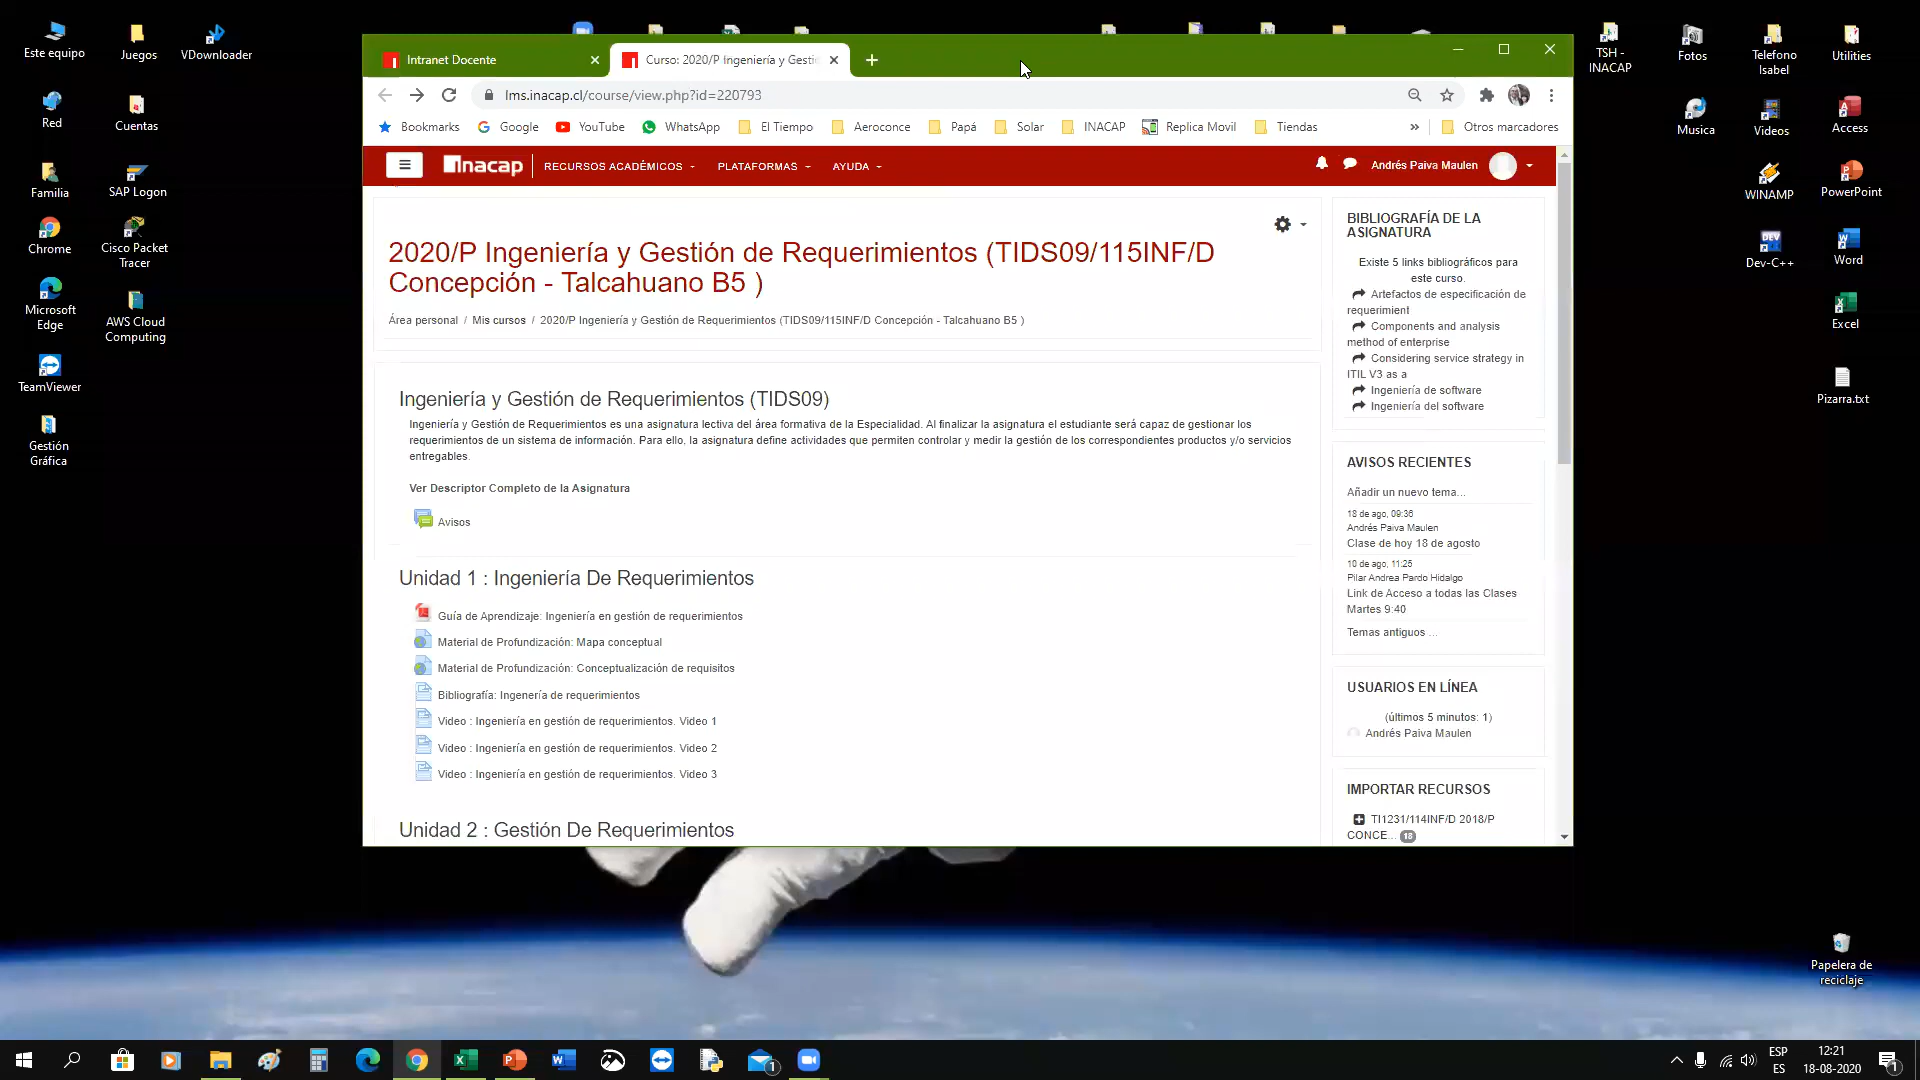 Este equipo
Juegos
VDownloader
Red
Cuentas
Familia
SAP Logon
Chrome
Cisco Packet
Tracer
Microsoft
Edge
AWS Cloud
Computing
TeamViewer
Gestión
Gráfica
Intranet Docente
Curso: 2020/P Ingeniería y Gesti
lms.inacap.cl/course/view.php?id=220793
Bookmarks
Google
YouTube
WhatsApp
El Tiempo
Aeroconce
Papá
Solar
INACAP
Replica Movil
Tiendas
»
Otros marcadores
Inacap
RECURSOS ACADÉMICOS
PLATAFORMAS
AYUDA
Andrés Paiva Maulen
2020/P Ingeniería y Gestión de Requerimientos (TIDS09/115INF/D
Concepción - Talcahuano B5 )
Área personal / Mis cursos / 2020/P Ingeniería y Gestión de Requerimientos (TIDS09/115INF/D Concepción - Talcahuano B5 )
Ingeniería y Gestión de Requerimientos (TIDS09)
Ingeniería y Gestión de Requerimientos es una asignatura lectiva del área formativa de la Especialidad. Al finalizar la asignatura el estudiante será capaz de gestionar los
requerimientos de un sistema de información. Para ello, la asignatura define actividades que permiten controlar y medir la gestión de los correspondientes productos y/o servicios
entregables.
Ver Descriptor Completo de la Asignatura
Avisos
Unidad 1 : Ingeniería De Requerimientos
Guía de Aprendizaje: Ingeniería en gestión de requerimientos
Material de Profundización: Mapa conceptual
Material de Profundización: Conceptualización de requisitos
Bibliografía: Ingenería de requerimientos
Video : Ingeniería en gestión de requerimientos. Video 1
Video : Ingeniería en gestión de requerimientos. Video 2
Video : Ingeniería en gestión de requerimientos. Video 3
Unidad 2 : Gestión De Requerimientos
BIBLIOGRAFÍA DE LA
ASIGNATURA
Existe 5 links bibliográficos para
este curso.
Artefactos de especificación de
requerimient
Components and analysis
method of enterprise
Considering service strategy in
ITIL V3 as a
Ingeniería de software
Ingeniería del software
AVISOS RECIENTES
Añadir un nuevo tema...
18 de ago, 09:36
Andrés Paiva Maulen
Clase de hoy 18 de agosto
10 de ago, 11:25
Pilar Andrea Pardo Hidalgo
Link de Acceso a todas las Clases
Martes 9:40
Temas antiguos ...
USUARIOS EN LÍNEA
(últimos 5 minutos: 1)
Andrés Paiva Maulen
IMPORTAR RECURSOS
TI1231/114INF/D 2018/P
CONCE... 18
TSH -
INACAP
Fotos
Telefono
Isabel
Utilities
Musica
Videos
Access
WINAMP
PowerPoint
DEV
Dev-C++
Word
Excel
Pizarra.txt
Papelera de
reciclaje
1
ESP
ES
12:21
18-08-2020
1